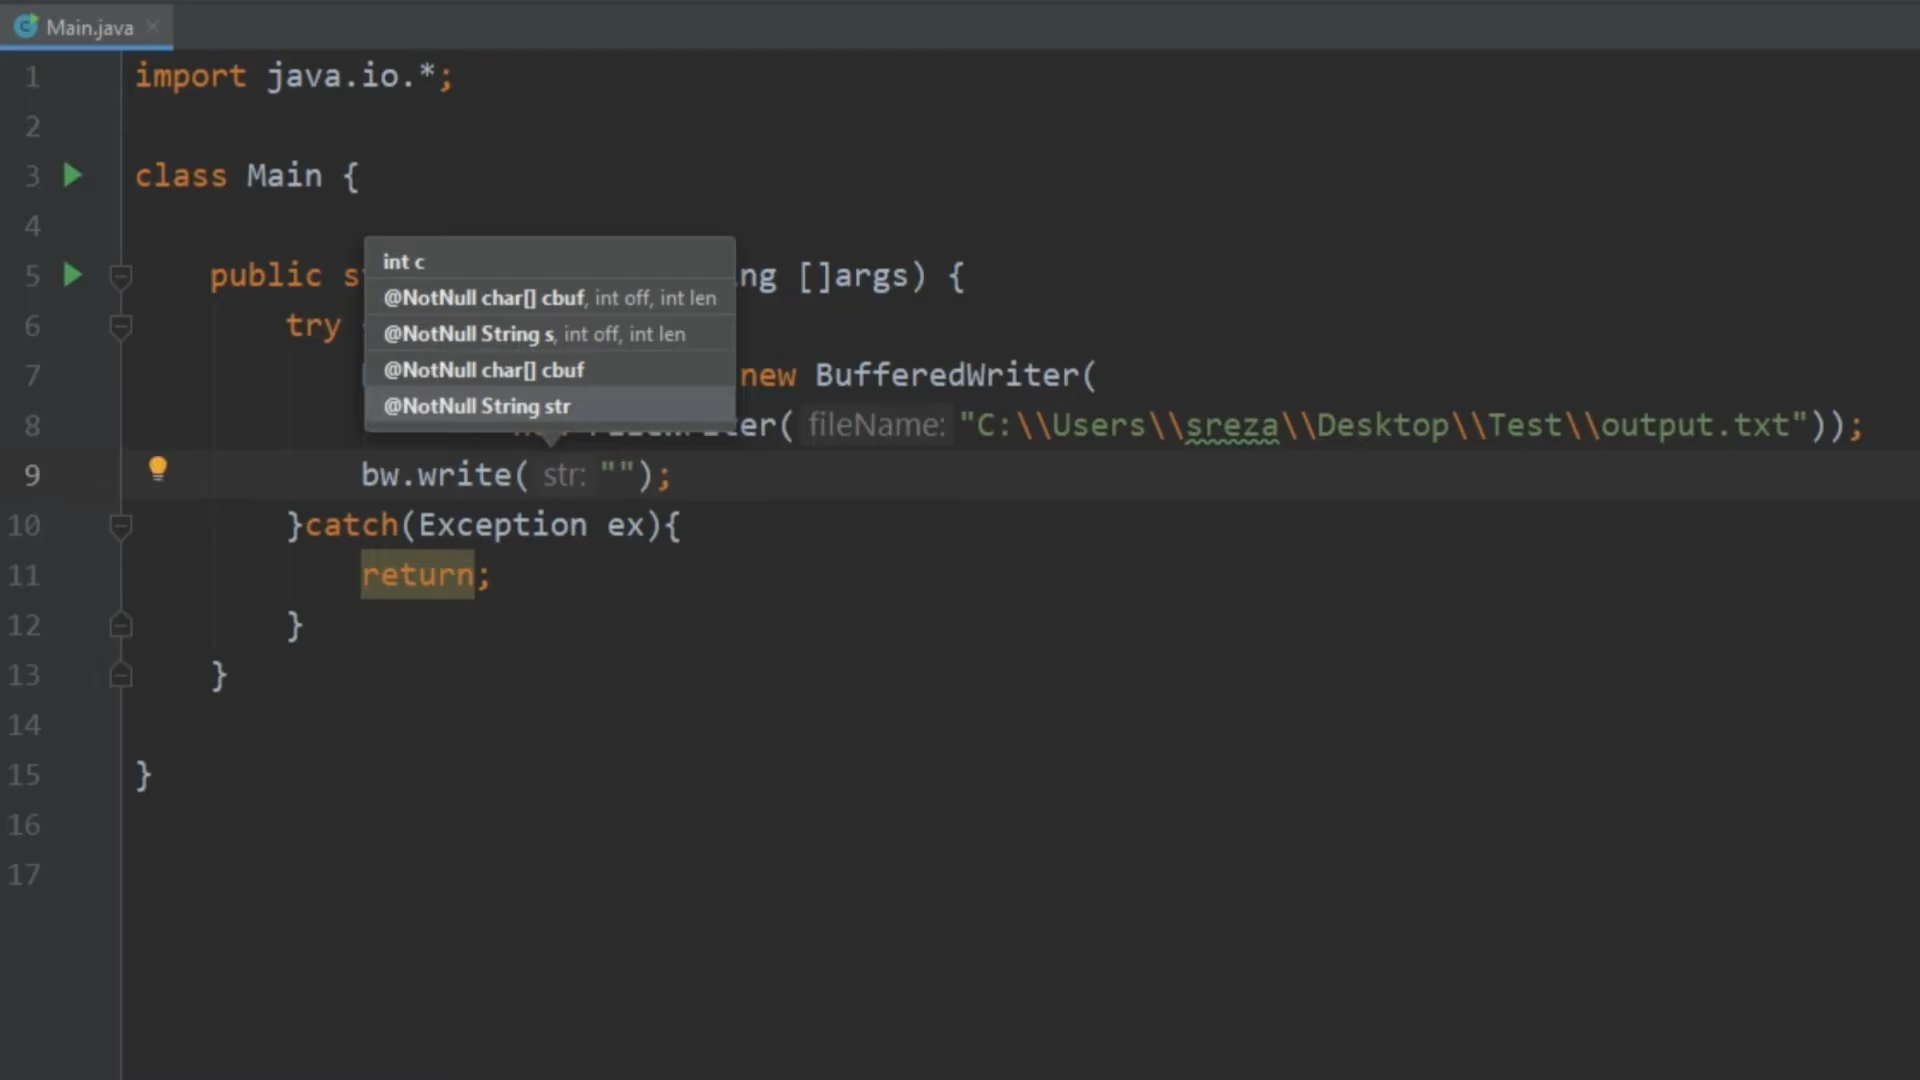 Main.java
1 import java.io.*;
2
3 class Main {
4
int c
5 public s ng []args) {
@NotNull char[] cbuf, int off, int len
6 try
@NotNull String s, int off, int len
7 new BufferedWriter(
@NotNull char[] cbuf
@NotNull String str
8 fileName: "C:\\Users\\sreza\\Desktop\\Test\\output.txt"));
9 bw.write( str: "");
10 }catch(Exception ex){
11 return;
12 }
13 }
14
15 }
16
17